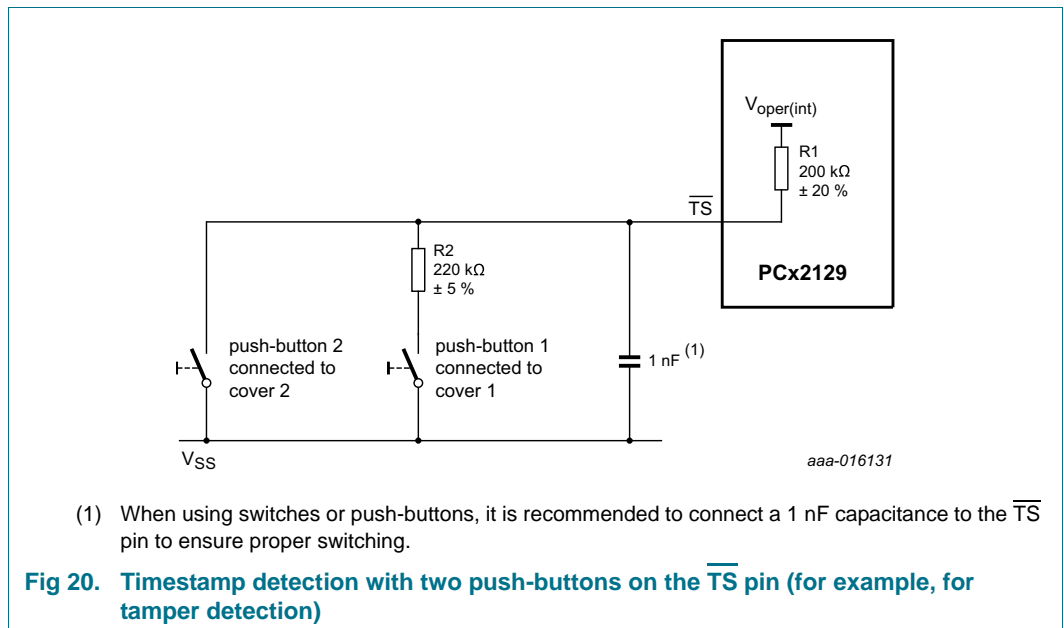 V oper(int)
R1
200 kΩ
± 20 %
TS
PCx2129
R2
220 kΩ
± 5 %
push-button 2
connected to
cover 2
push-button 1
connected to
cover 1
1 nF (1)
VSS
aaa-016131
(1) When using switches or push-buttons, it is recommended to connect a 1 nF capacitance to the TS
pin to ensure proper switching.
Fig 20. Timestamp detection with two push-buttons on the TS pin (for example, for
tamper detection)